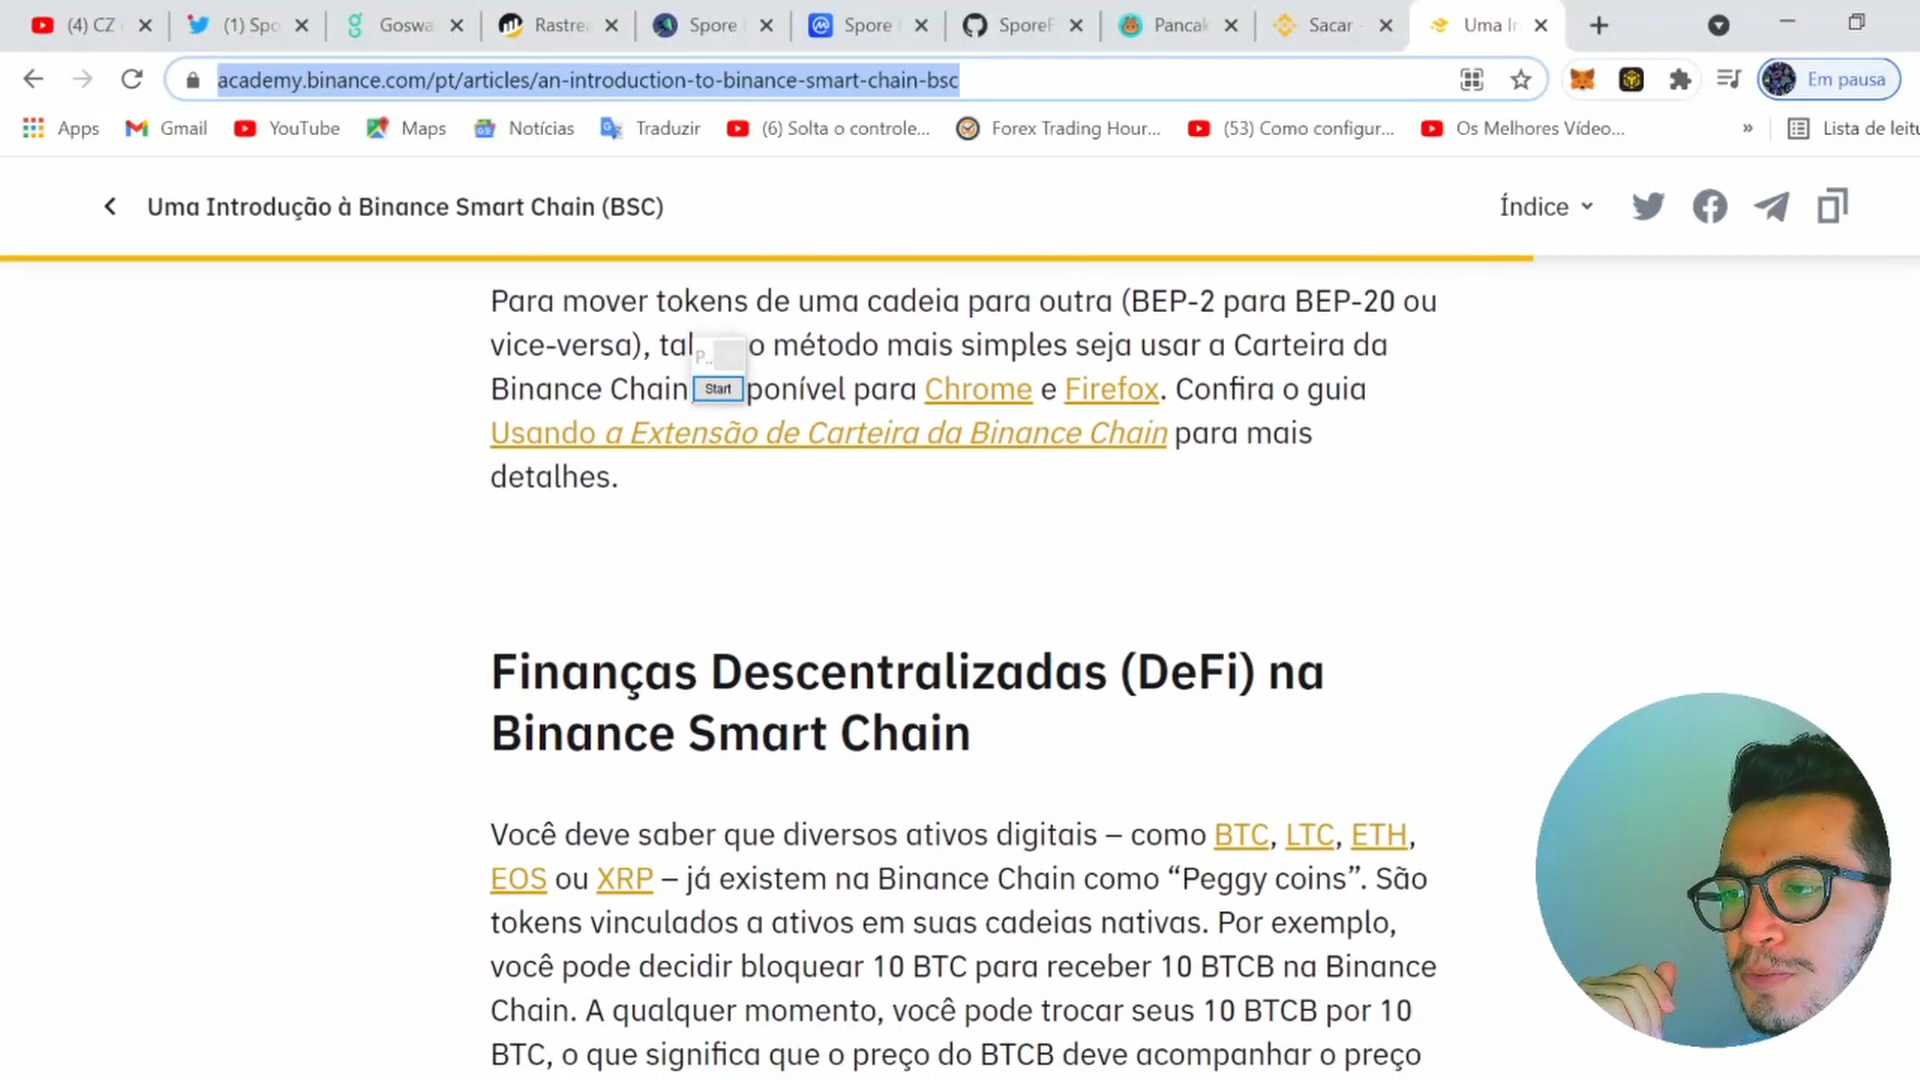 (4) CZ
(1) Spo
Goswa
Rastrea
Spore
Spore
SporeF
Pancak
Sacar
Uma In
academy.binance.com/pt/articles/an-introduction-to-binance-smart-chain-bsc
Em pausa
Apps
Gmail
YouTube
Maps
Notícias
Traduzir
(6) Solta o controle...
Forex Trading Hour...
(53) Como configur...
Os Melhores Vídeo...
»
Lista de leitu
Uma Introdução à Binance Smart Chain (BSC)
Índice
Para mover tokens de uma cadeia para outra (BEP-2 para BEP-20 ou
vice-versa), tal P.. o método mais simples seja usar a Carteira da
Binance Chain, Start ponível para Chrome e Firefox. Confira o guia
Usando a Extensão de Carteira da Binance Chain para mais
detalhes.
Finanças Descentralizadas (DeFi) na
Binance Smart Chain
Você deve saber que diversos ativos digitais – como BTC, LTC, ETH,
EOS ou XRP – já existem na Binance Chain como “Peggy coins”. São
tokens vinculados a ativos em suas cadeias nativas. Por exemplo,
você pode decidir bloquear 10 BTC para receber 10 BTCB na Binance
Chain. A qualquer momento, você pode trocar seus 10 BTCB por 10
BTC, o que significa que o preço do BTCB deve acompanhar o preço